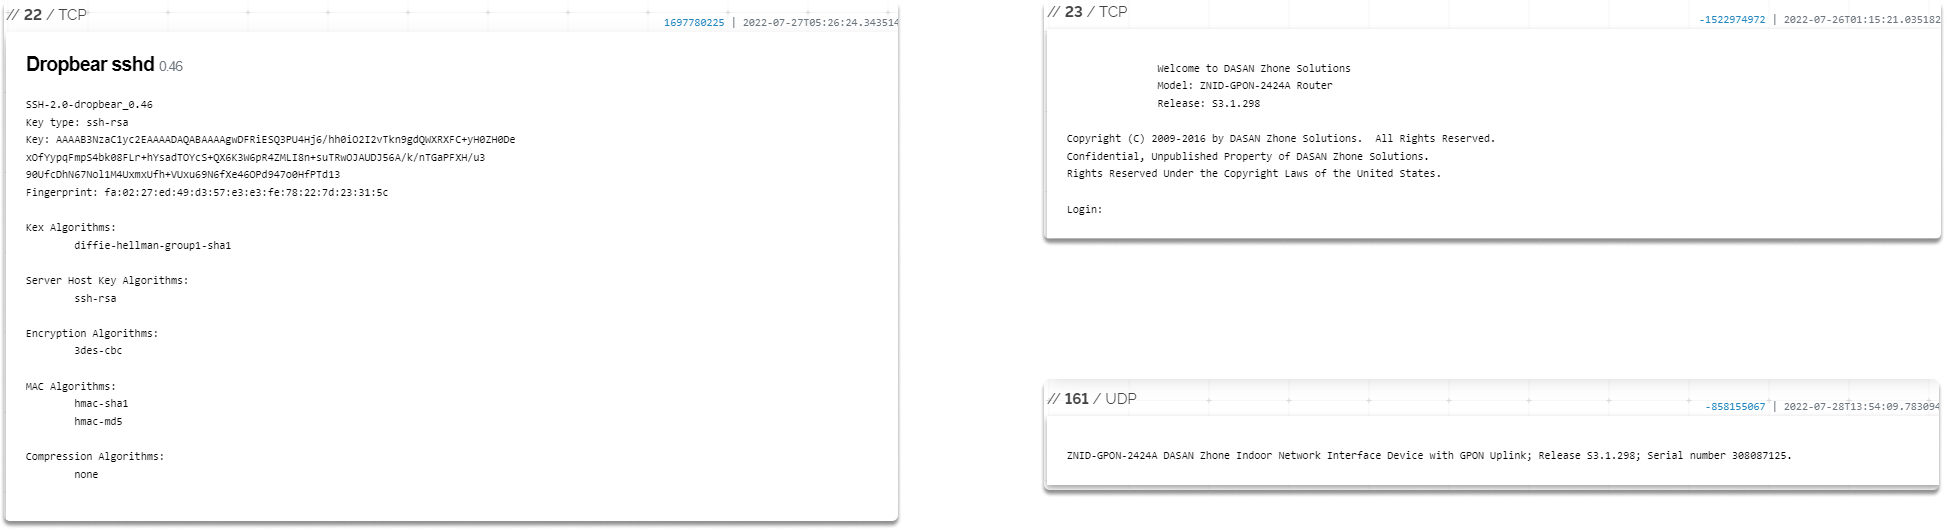 // 22 / TCP
1697780225 | 2022-07-27T05:26:24.343514
Dropbear sshd 0.46
SSH-2.0-dropbear_0.46
Key type: ssh-rsa
Key: AAAAB3NzaC1yc2EAAAADAQABAAAAgwDFRiESQ3PU4Hj6/hh0iO2I2vTkn9gdQWXRXFC+yH0ZH0De
xOfYypqFmpS4bk08FLr+hYsadTOYcS+QX6K3W6pR4ZMLI8n+suTRwOJAUDJ56A/k/nTGaPFXH/u3
90UfcDhN67Nol1M4UxmxUfh+VUxu69N6fXe46OPd947o0HfPTd13
Fingerprint: fa:02:27:ed:49:d3:57:e3:e3:fe:78:22:7d:23:31:5c
Kex Algorithms:
diffie-hellman-group1-sha1
Server Host Key Algorithms:
ssh-rsa
Encryption Algorithms:
3des-cbc
MAC Algorithms:
hmac-sha1
hmac-md5
Compression Algorithms:
none
// 23 / TCP
-1522974972 | 2022-07-26T01:15:21.035182
Welcome to DASAN Zhone Solutions
Model: ZNID-GPON-2424A Router
Release: S3.1.298
Copyright (C) 2009-2016 by DASAN Zhone Solutions.  All Rights Reserved.
Confidential, Unpublished Property of DASAN Zhone Solutions.
Rights Reserved Under the Copyright Laws of the United States.
Login:
// 161 / UDP
-858155067 | 2022-07-28T13:54:09.783094
ZNID-GPON-2424A DASAN Zhone Indoor Network Interface Device with GPON Uplink; Release S3.1.298; Serial number 308087125.